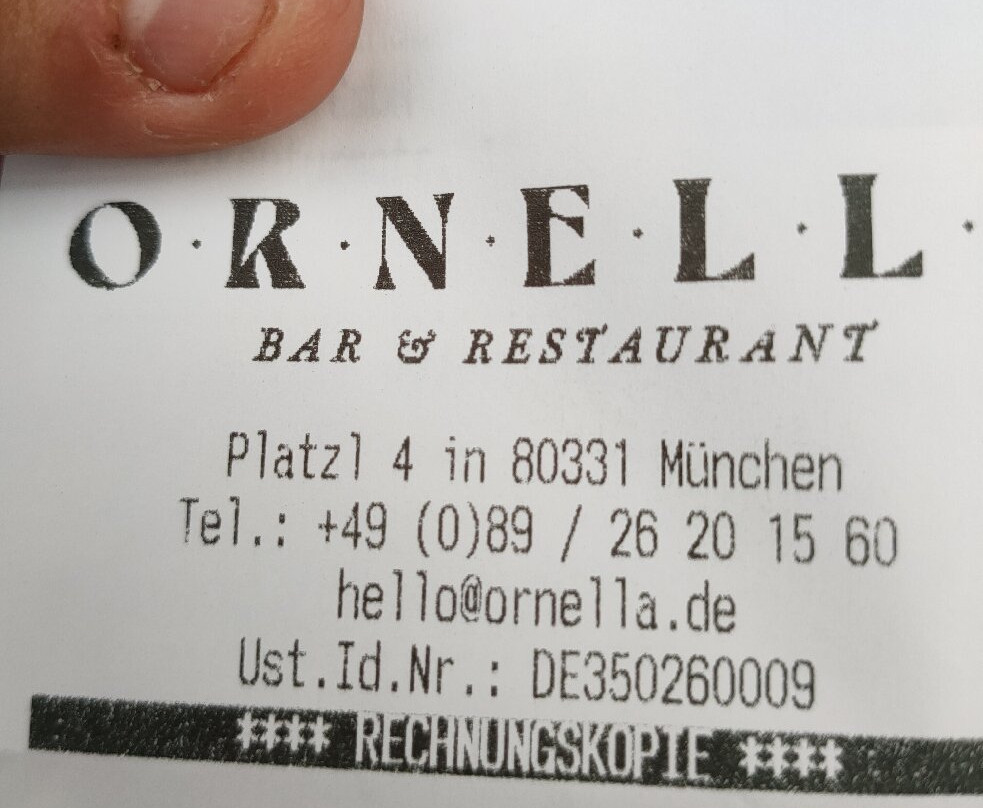 O·R·N·E·L·L·
BAR & RESTAURANT
Platzl 4 in 80331 München
Tel.: +49 (0)89 / 26 20 15 60
hello@ornella.de
Ust.Id.Nr.: DE350260009
**** RECHNUNGSKOPIE ****